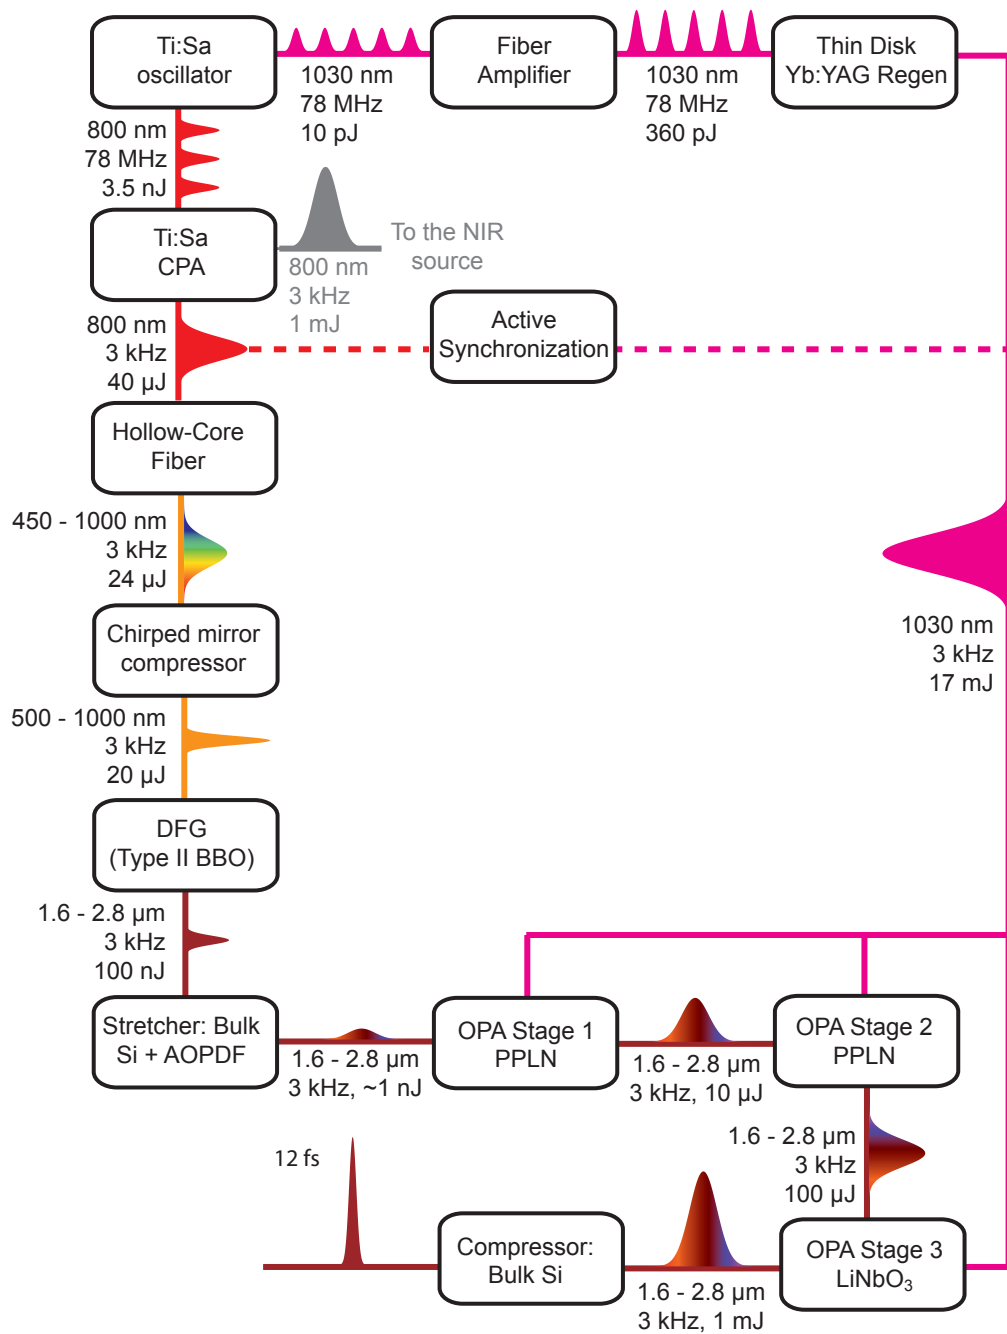 Ti:Sa
oscillator
1030 nm
78 MHz
10 pJ
Fiber
Amplifier
1030 nm
78 MHz
360 pJ
Thin Disk
Yb:YAG Regen
800 nm
78 MHz
3.5 nJ
Ti:Sa
CPA
To the NIR
source
800 nm
3 kHz
1 mJ
800 nm
3 kHz
40 µJ
Active
Synchronization
Hollow-Core
Fiber
450 - 1000 nm
3 kHz
24 µJ
1030 nm
3 kHz
17 mJ
Chirped mirror
compressor
500 - 1000 nm
3 kHz
20 µJ
DFG
(Type II BBO)
1.6 - 2.8 µm
3 kHz
100 nJ
Stretcher: Bulk
Si + AOPDF
1.6 - 2.8 µm
3 kHz, ~1 nJ
OPA Stage 1
PPLN
1.6 - 2.8 µm
3 kHz, 10 µJ
OPA Stage 2
PPLN
1.6 - 2.8 µm
3 kHz
100 µJ
12 fs
Compressor:
Bulk Si
1.6 - 2.8 µm
3 kHz, 1 mJ
OPA Stage 3
LiNbO₃